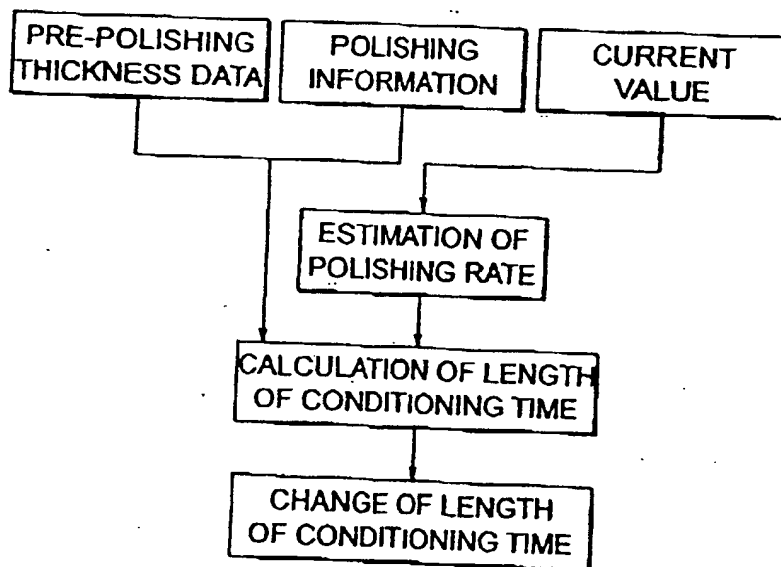 PRE-POLISHING
THICKNESS DATA
POLISHING
INFORMATION
CURRENT
VALUE
ESTIMATION OF
POLISHING RATE
CALCULATION OF LENGTH
OF CONDITIONING TIME
CHANGE OF LENGTH
OF CONDITIONING TIME